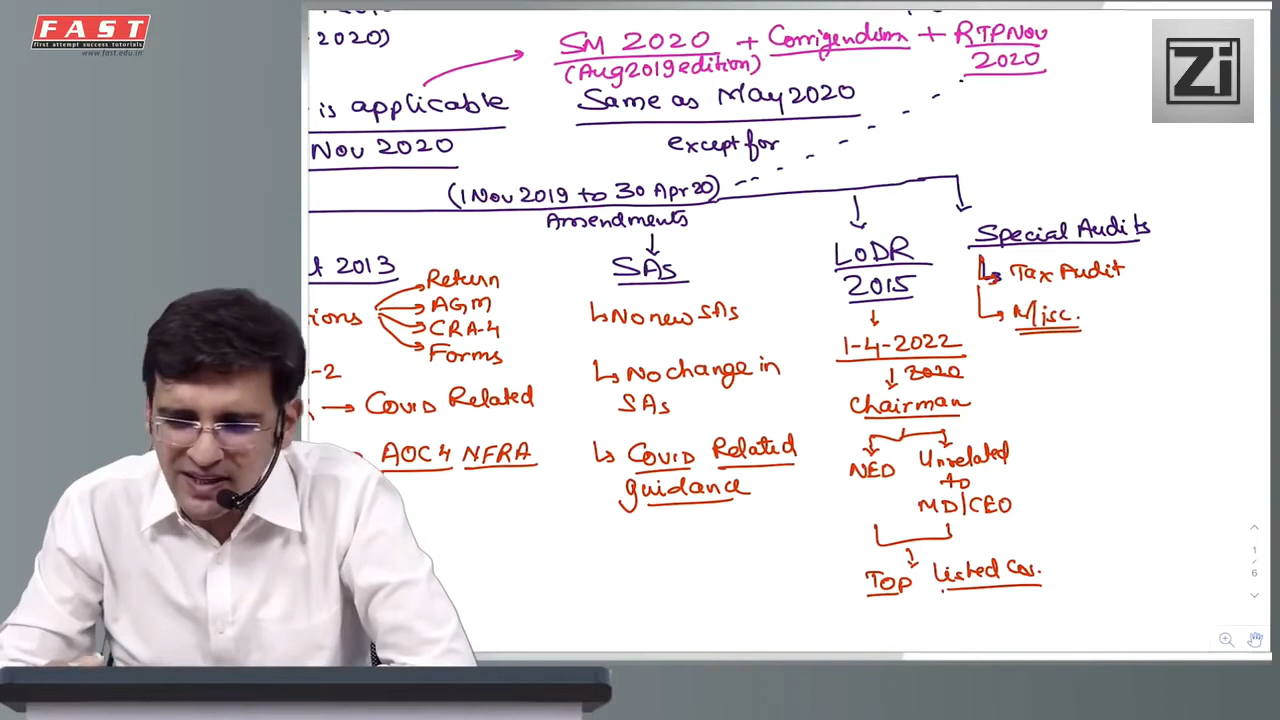 FAST
first attempt success tutorials
www.fast.edu.in
2020)
SM 2020 + Corrigendum + RTP Nov 2020
(Aug 2019 edition)
is applicable
Nov 2020
Same as May 2020
except for
(1 Nov 2019 to 30 Apr 20)
Amendments
t 2013
Return
AGM
CRA-4
Forms
ions
-2
→ Covid Related
AOC 4 NFRA
SAs
No new SAs
No change in
SAs
Covid Related
guidance
LODR
2015
1-4-2022
2020
Chairman
NED
Unrelated
to
MD/CEO
Top Listed Cos.
Special Audits
Tax Audit
Misc.
Zi
1
6